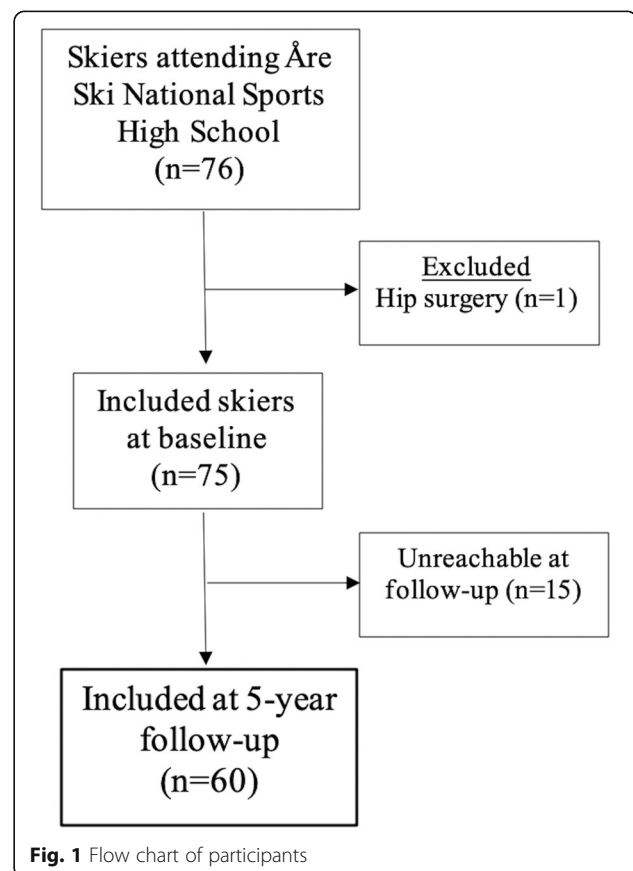 Skiers attending Åre
Ski National Sports
High School
(n=76)
Excluded
Hip surgery (n=1)
Included skiers
at baseline
(n=75)
Unreachable at
follow-up (n=15)
Included at 5-year
follow-up
(n=60)
Fig. 1 Flow chart of participants